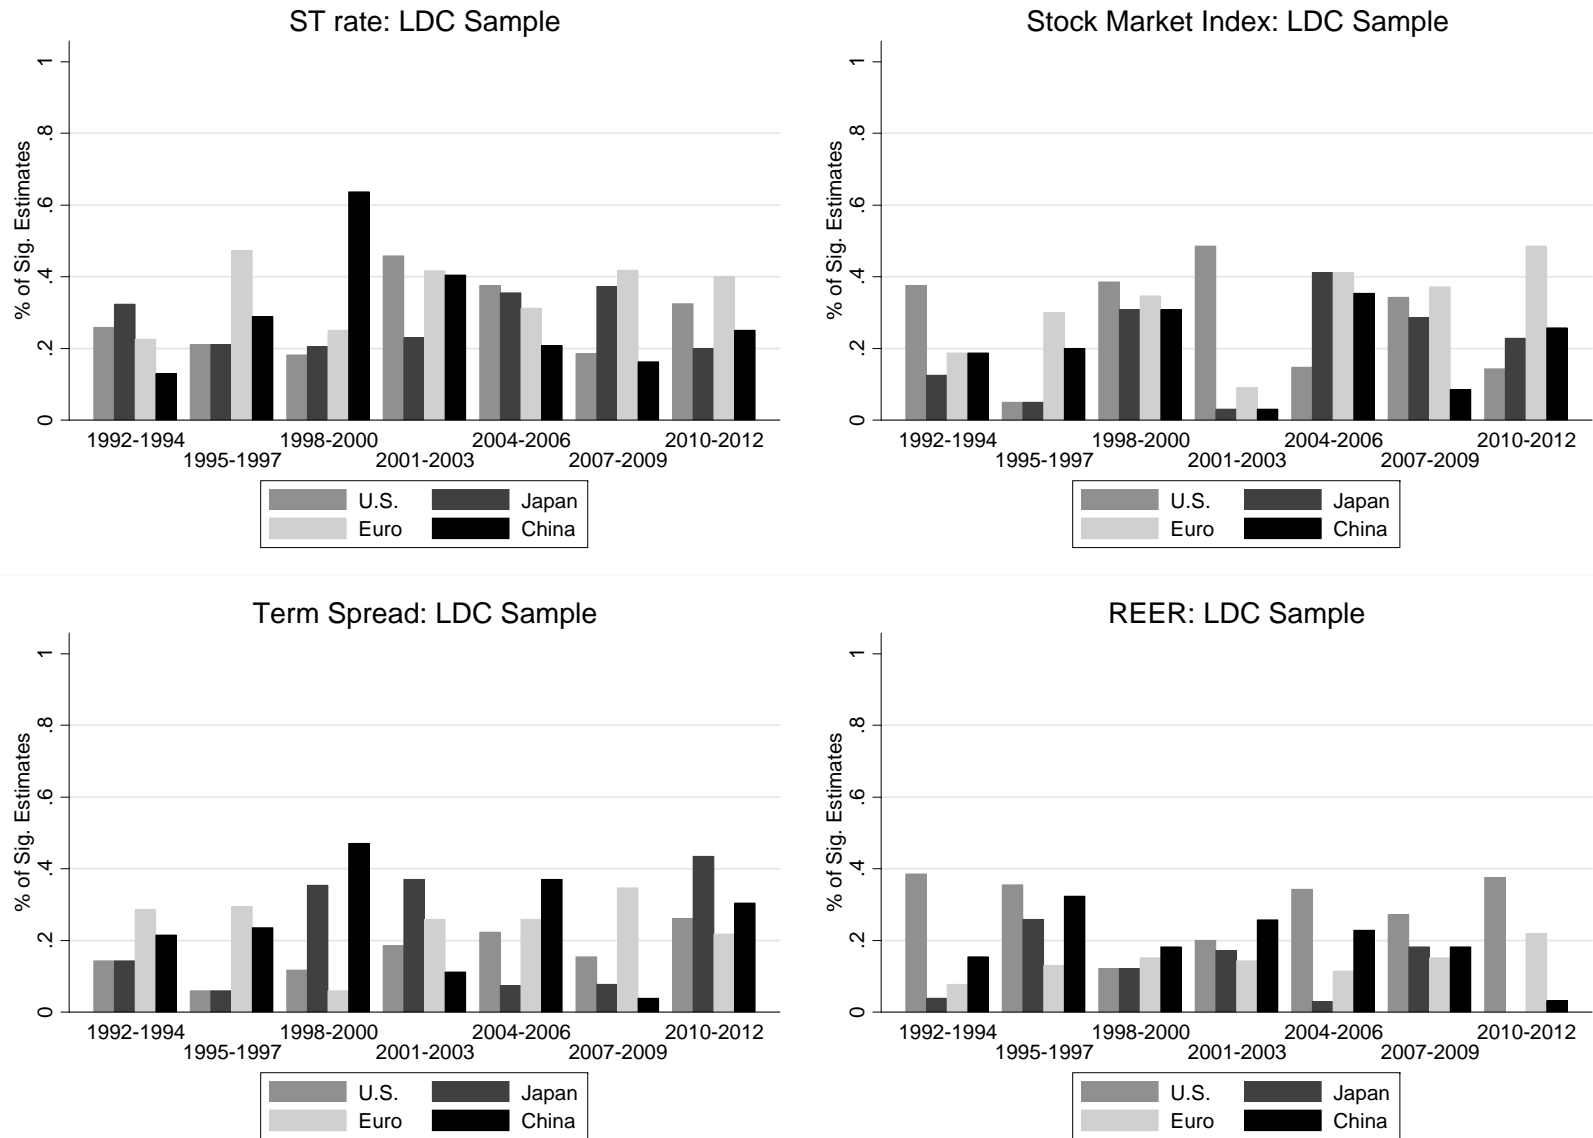 ST rate: LDC Sample
% of Sig. Estimates
1
.8
.6
.4
.2
0
1992-1994 1998-2000 2004-2006 2010-2012
1995-1997 2001-2003 2007-2009
U.S. Japan
Euro China
Stock Market Index: LDC Sample
% of Sig. Estimates
1
.8
.6
.4
.2
0
1992-1994 1998-2000 2004-2006 2010-2012
1995-1997 2001-2003 2007-2009
U.S. Japan
Euro China
Term Spread: LDC Sample
% of Sig. Estimates
1
.8
.6
.4
.2
0
1992-1994 1998-2000 2004-2006 2010-2012
1995-1997 2001-2003 2007-2009
U.S. Japan
Euro China
REER: LDC Sample
% of Sig. Estimates
1
.8
.6
.4
.2
0
1992-1994 1998-2000 2004-2006 2010-2012
1995-1997 2001-2003 2007-2009
U.S. Japan
Euro China